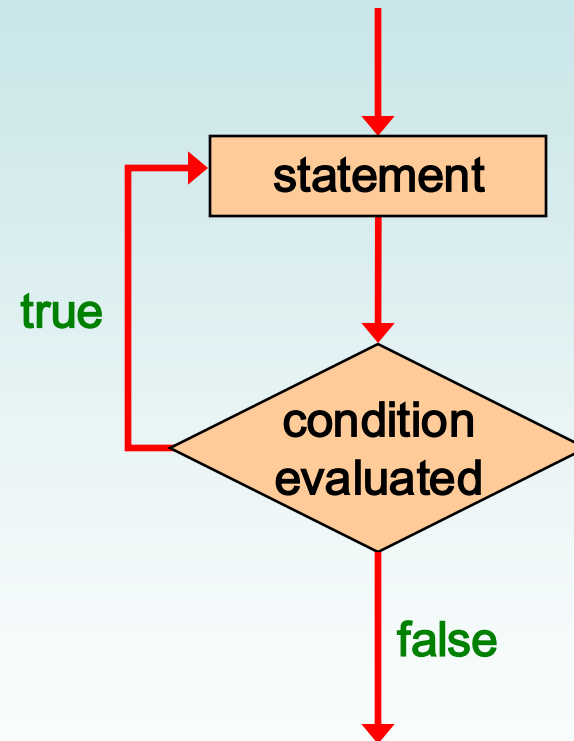 statement
true
condition
evaluated
false